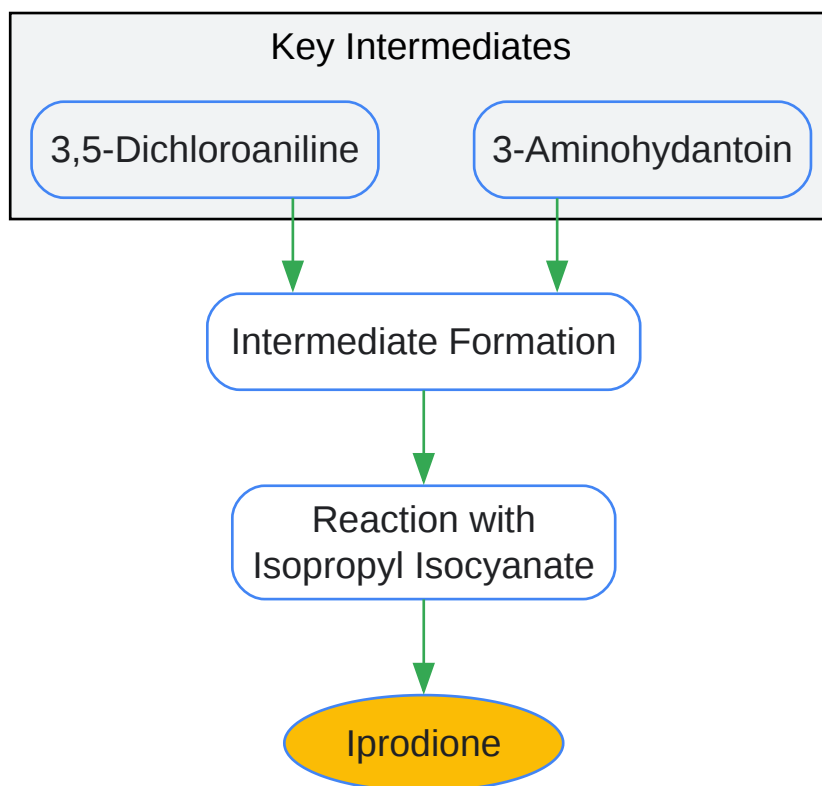 Key Intermediates
3,5-Dichloroaniline
3-Aminohydantoin
Intermediate Formation
Reaction with
Isopropyl Isocyanate
Iprodione